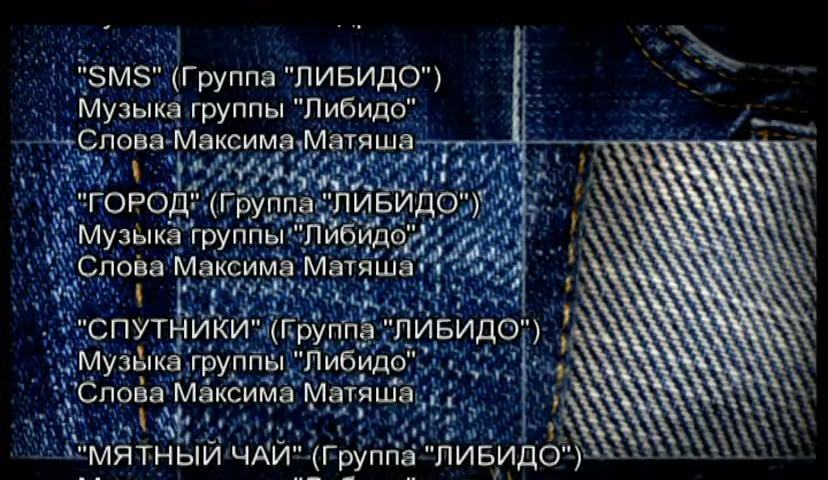 "SMS" (Группа "ЛИБИДО")
Музыка группы "Либидо"
Слова Максима Матяша
"ГОРОД" (Группа "ЛИБИДО")
Музыка группы "Либидо"
Слова Максима Матяша
"СПУТНИКИ" (Группа "ЛИБИДО")
Музыка группы "Либидо"
Слова Максима Матяша
"МЯТНЫЙ ЧАЙ" (Группа "ЛИБИДО")